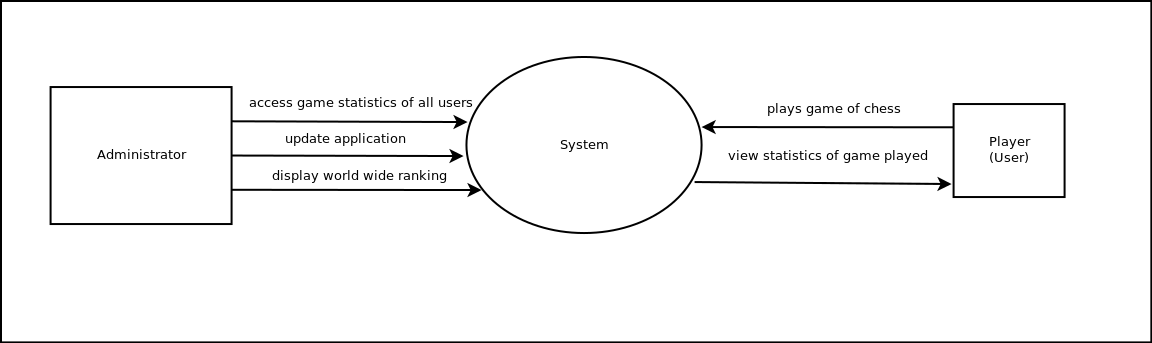 access game statistics of all users
update application
display world wide ranking
Administrator
System
plays game of chess
view statistics of game played
Player
(User)